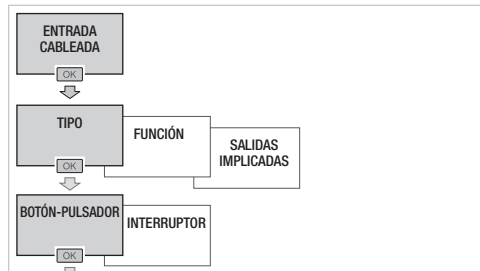 ENTRADA
CABLEADA
OK
TIPO
FUNCIÓN
SALIDAS
IMPLICADAS
OK
BOTÓN-PULSADOR
INTERRUPTOR
OK